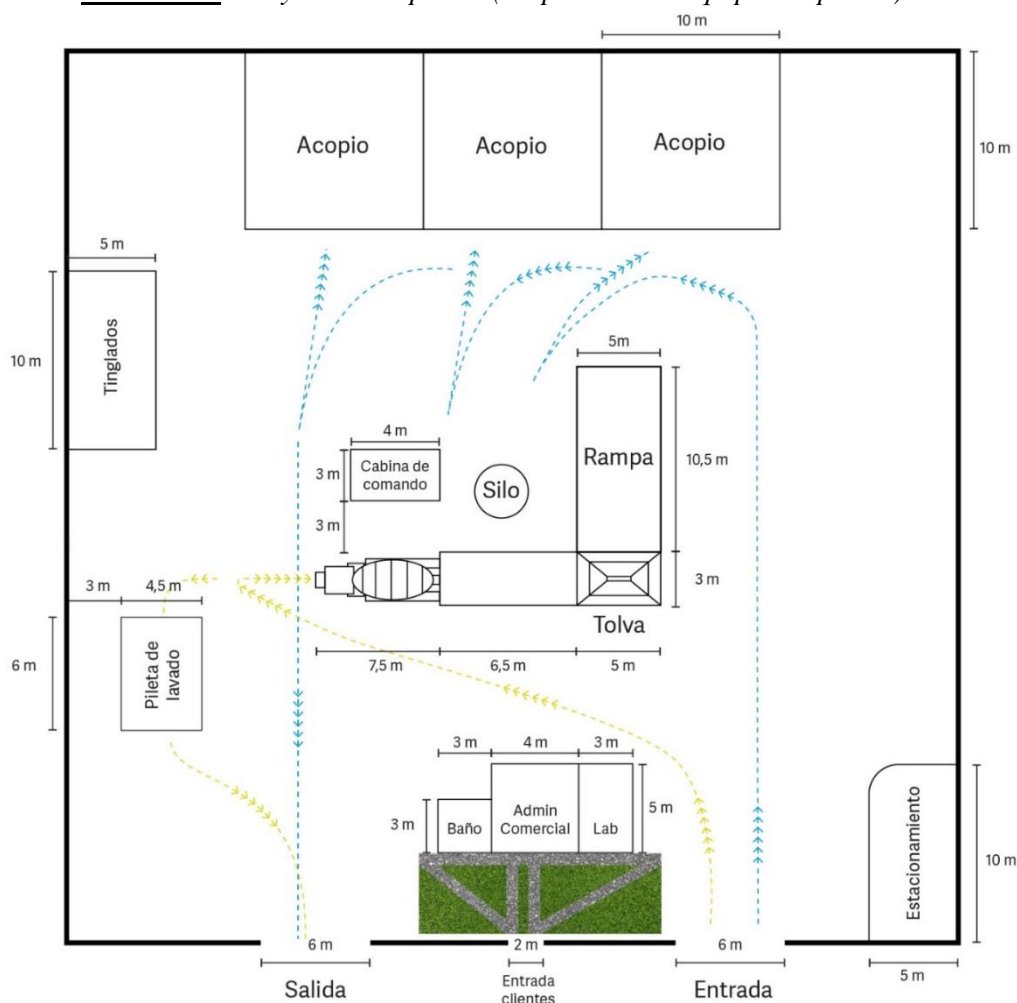 10 m
Acopio
Acopio
Acopio
10 m
5 m
10 m
Tinglados
5m
Rampa
10,5 m
4 m
3 m
Cabina de
comando
Silo
3 m
3 m
3 m
4,5 m
Tolva
6 m
Pileta de
lavado
7,5 m
6,5 m
5 m
3 m
4 m
3 m
3 m
Baño
Admin
Comercial
Lab
5 m
Estacionamiento
10 m
6 m
2 m
6 m
5 m
Salida
Entrada
clientes
Entrada